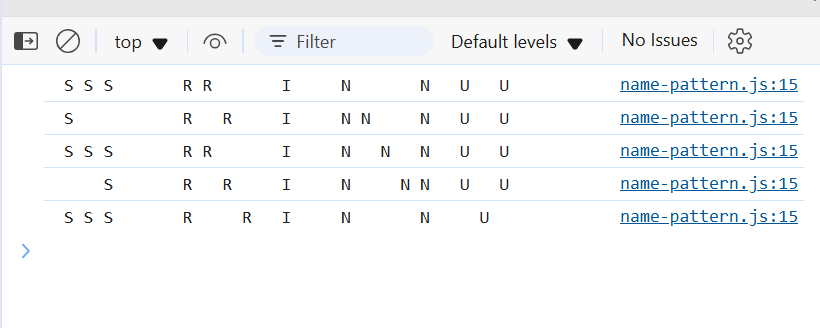 top Filter Default levels No Issues
S S S       R R       I     N       N   U   U name-pattern.js:15
S           R   R     I     N N     N   U   U name-pattern.js:15
S S S       R R       I     N   N   N   U   U name-pattern.js:15
    S       R   R     I     N     N N   U   U name-pattern.js:15
S S S       R     R   I     N       N     U name-pattern.js:15